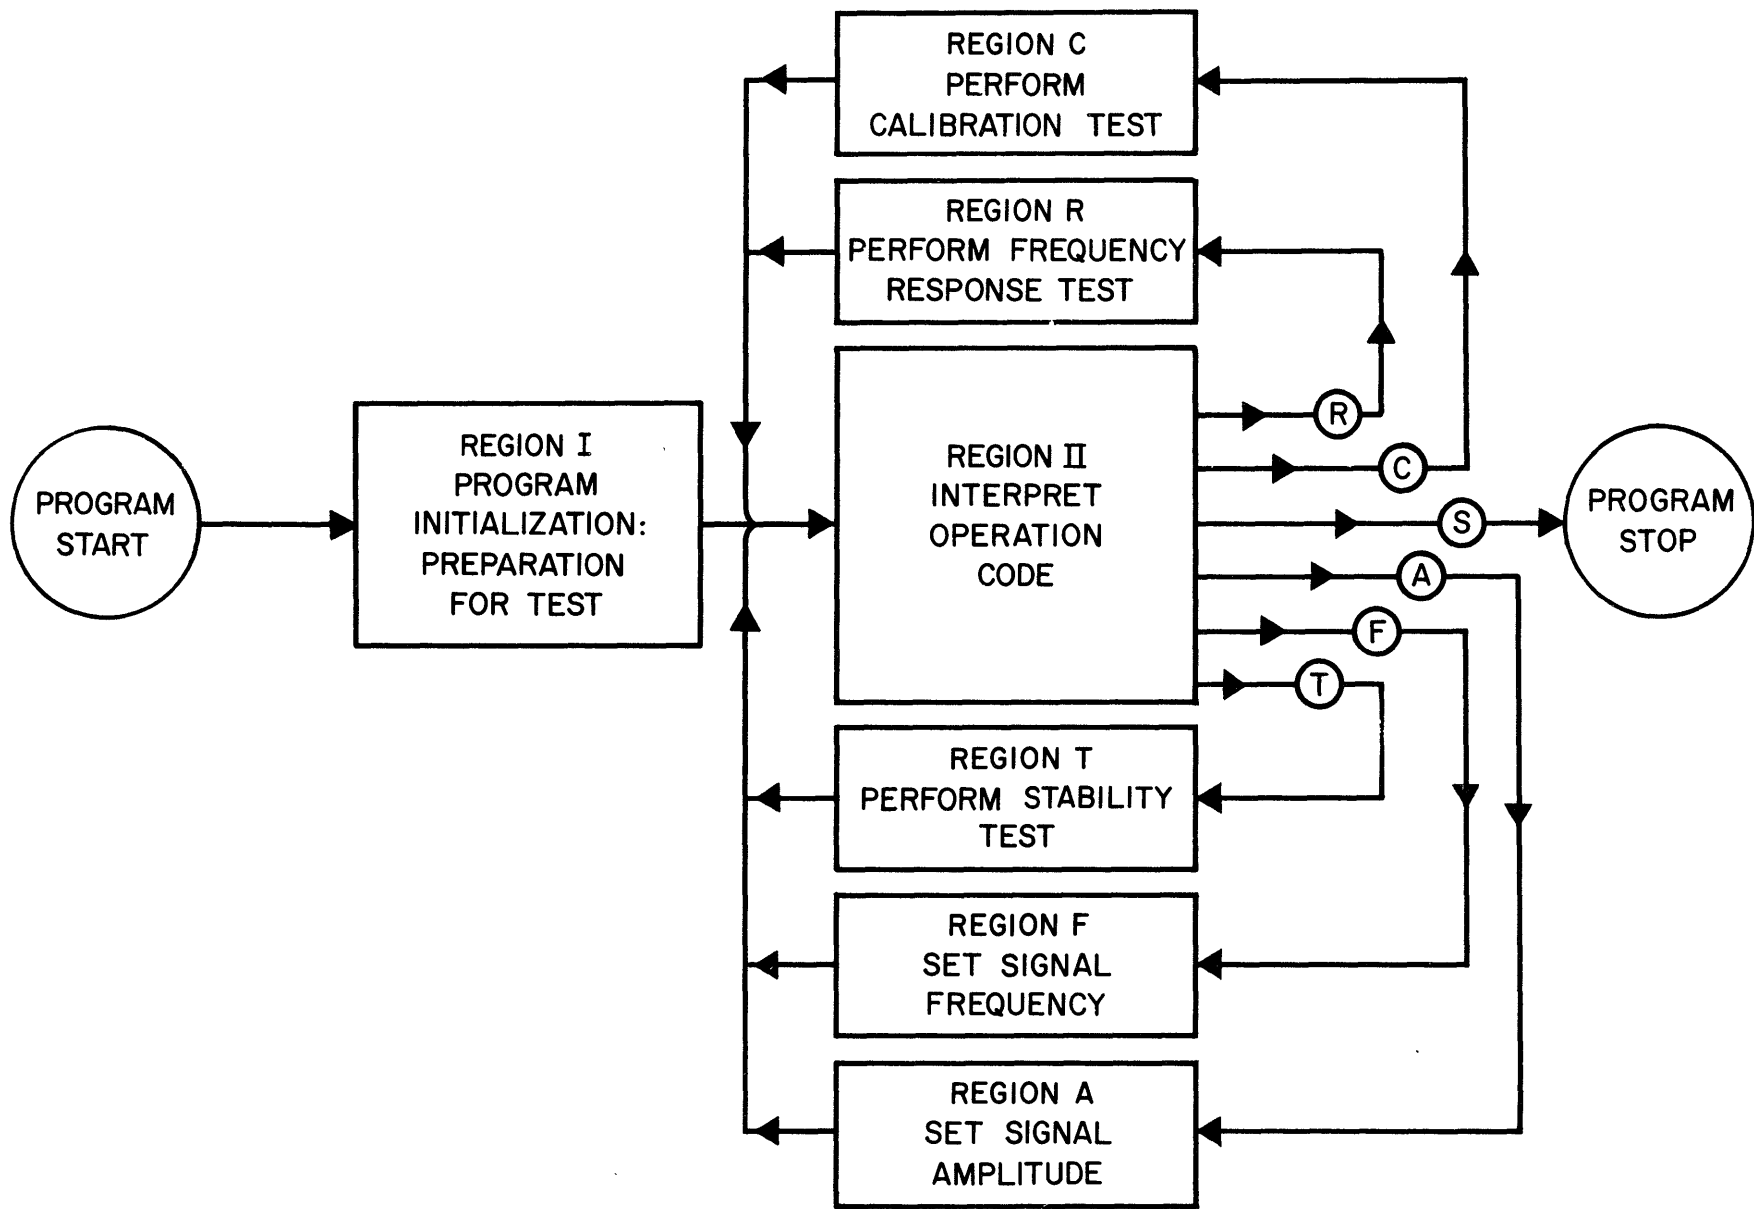 PROGRAM
START
REGION I
PROGRAM
INITIALIZATION:
PREPARATION
FOR TEST
REGION C
PERFORM
CALIBRATION TEST
REGION R
PERFORM FREQUENCY
RESPONSE TEST
REGION II
INTERPRET
OPERATION
CODE
R
C
S
A
F
T
PROGRAM
STOP
REGION T
PERFORM STABILITY
TEST
REGION F
SET SIGNAL
FREQUENCY
REGION A
SET SIGNAL
AMPLITUDE